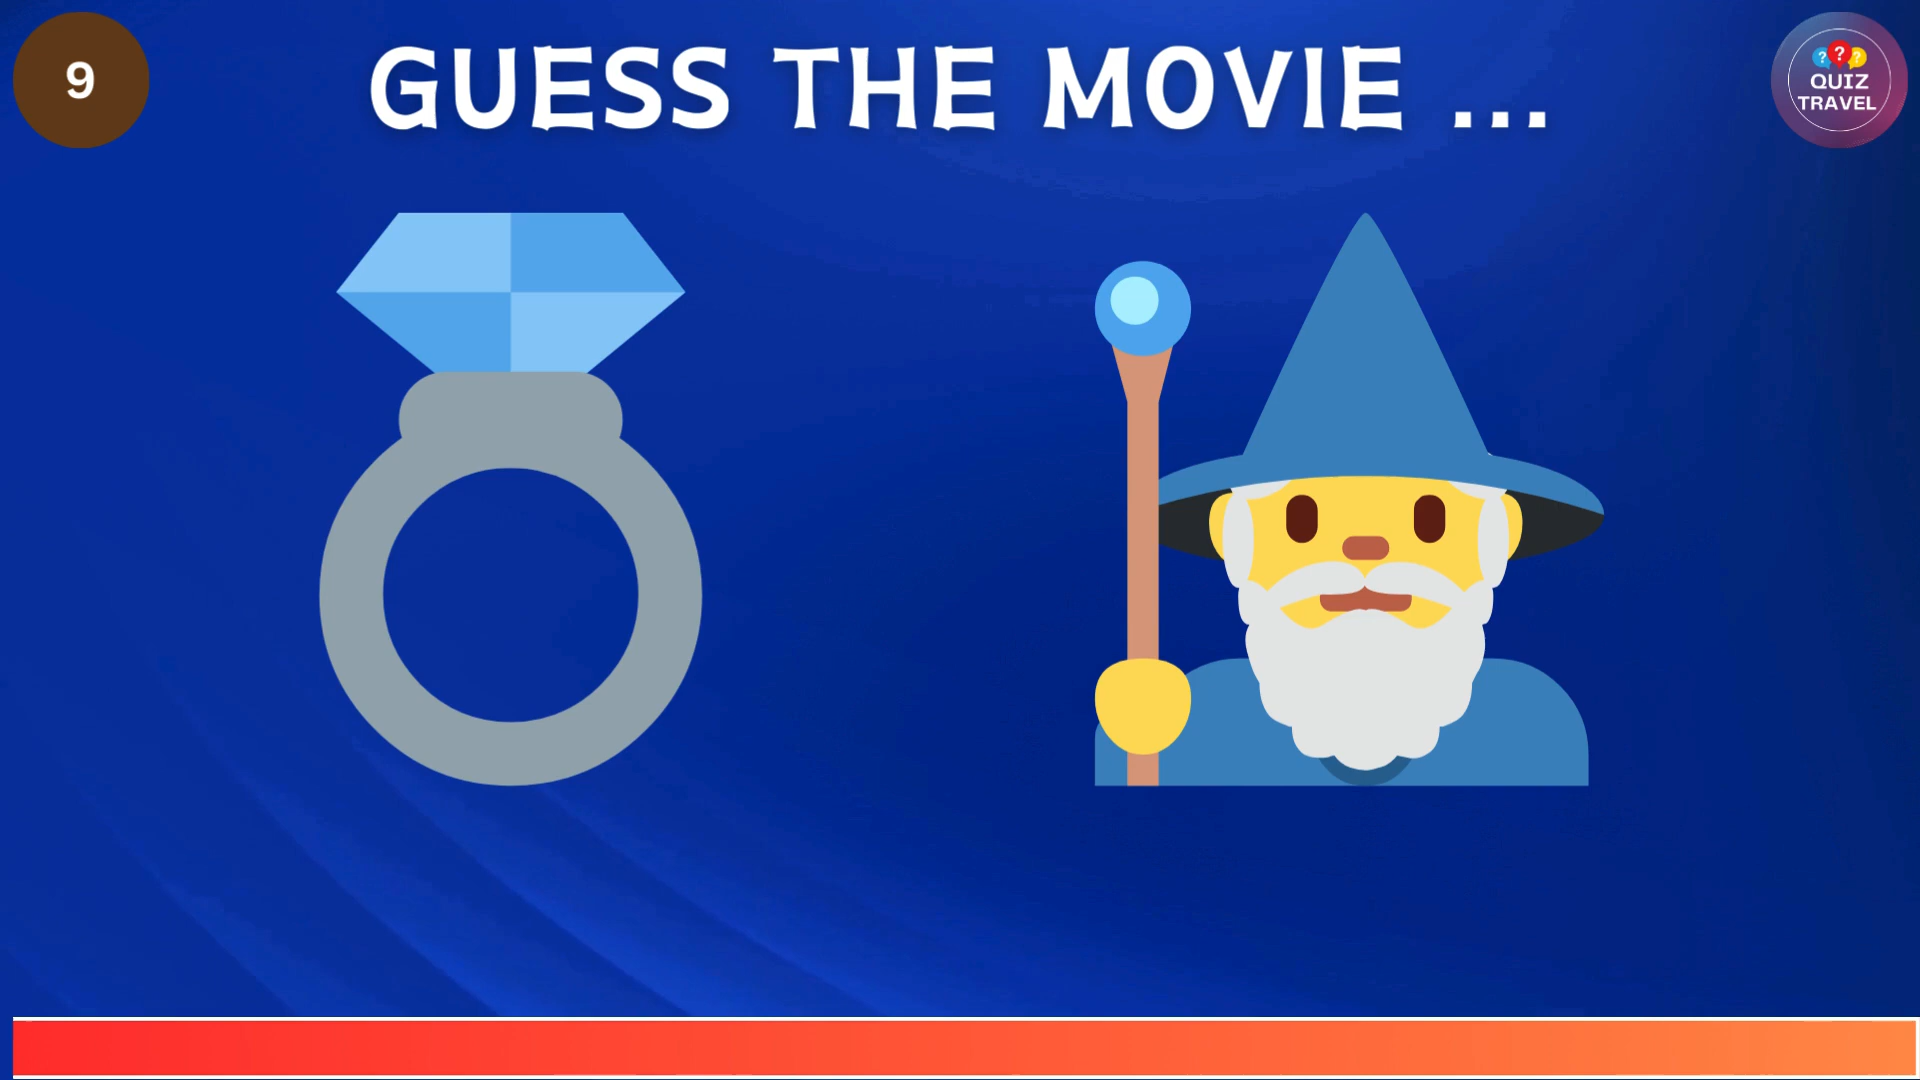 9
GUESS THE MOVIE ...
? ? ?
QUIZ
TRAVEL